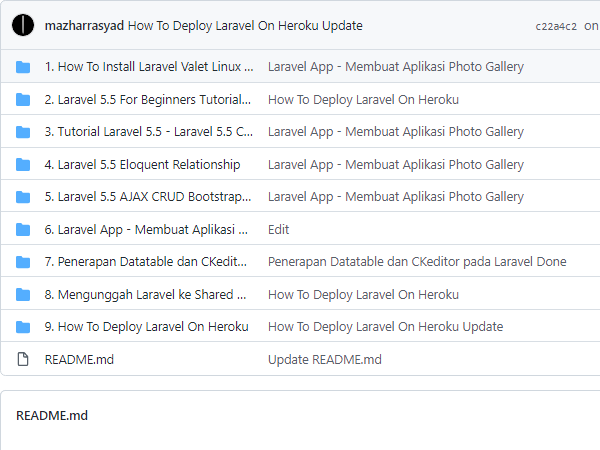 mazharrasyad How To Deploy Laravel On Heroku Update c22a4c2 on
1. How To Install Laravel Valet Linux ... Laravel App - Membuat Aplikasi Photo Gallery
2. Laravel 5.5 For Beginners Tutorial... How To Deploy Laravel On Heroku
3. Tutorial Laravel 5.5 - Laravel 5.5 C... Laravel App - Membuat Aplikasi Photo Gallery
4. Laravel 5.5 Eloquent Relationship Laravel App - Membuat Aplikasi Photo Gallery
5. Laravel 5.5 AJAX CRUD Bootstrap... Laravel App - Membuat Aplikasi Photo Gallery
6. Laravel App - Membuat Aplikasi ... Edit
7. Penerapan Datatable dan CKedit... Penerapan Datatable dan CKeditor pada Laravel Done
8. Mengunggah Laravel ke Shared ... How To Deploy Laravel On Heroku
9. How To Deploy Laravel On Heroku How To Deploy Laravel On Heroku Update
README.md Update README.md
README.md